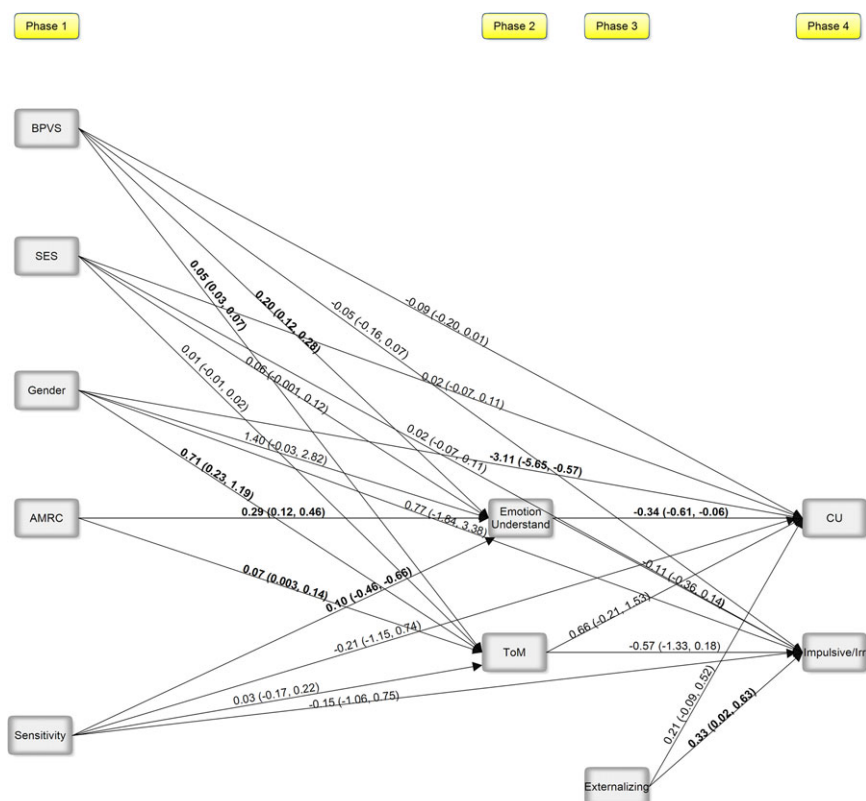 Phase 1
Phase 2
Phase 3
Phase 4
BPVS
SES
0.05 (0.03, 0.07)
0.20 (0.12, 0.28)
-0.05 (-0.16, 0.07)
-0.09 (-0.20, 0.01)
0.01 (-0.01, 0.02)
0.06 (-0.001, 0.12)
0.02 (-0.07, 0.11)
Gender
0.71 (0.23, 1.19)
1.40 (-0.03, 2.82)
0.77 (-1.84, 3.38)
0.02 (-0.07, 0.11)
-3.11 (-5.65, -0.57)
AMRC
0.29 (0.12, 0.46)
Emotion
Understand
-0.34 (-0.61, -0.06)
CU
0.07 (0.003, 0.14)
0.10 (-0.46, -0.66)
-0.21 (-1.15, 0.74)
0.66 (-0.21, 1.53)
-0.11 (-0.36, 0.14)
ToM
-0.57 (-1.33, 0.18)
Impulsive/Irr
Sensitivity
0.03 (-0.17, 0.22)
-0.15 (-1.06, 0.75)
0.21 (-0.09, 0.52)
0.33 (0.02, 0.63)
Externalizing